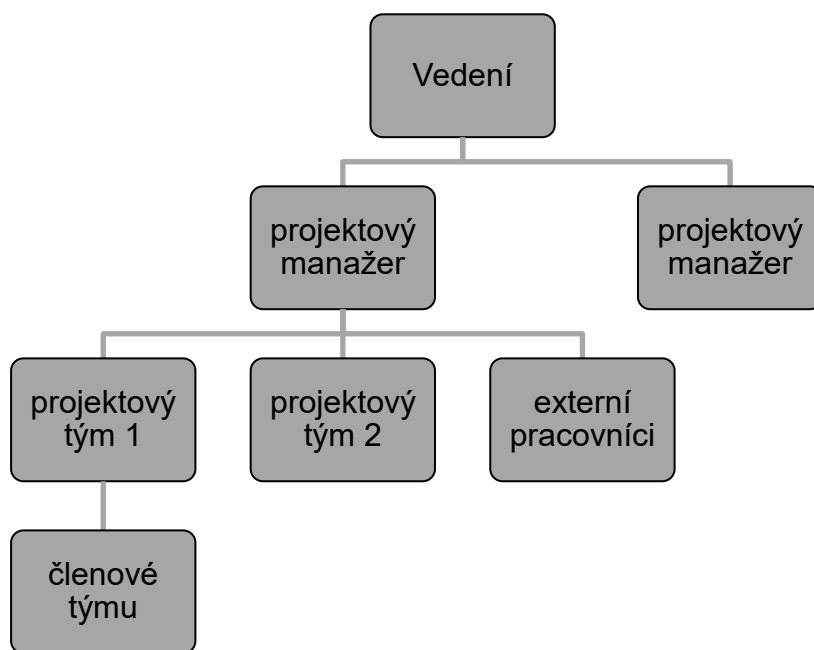 Vedení
projektový
manažer
projektový
manažer
projektový
tým 1
projektový
tým 2
externí
pracovníci
členové
týmu